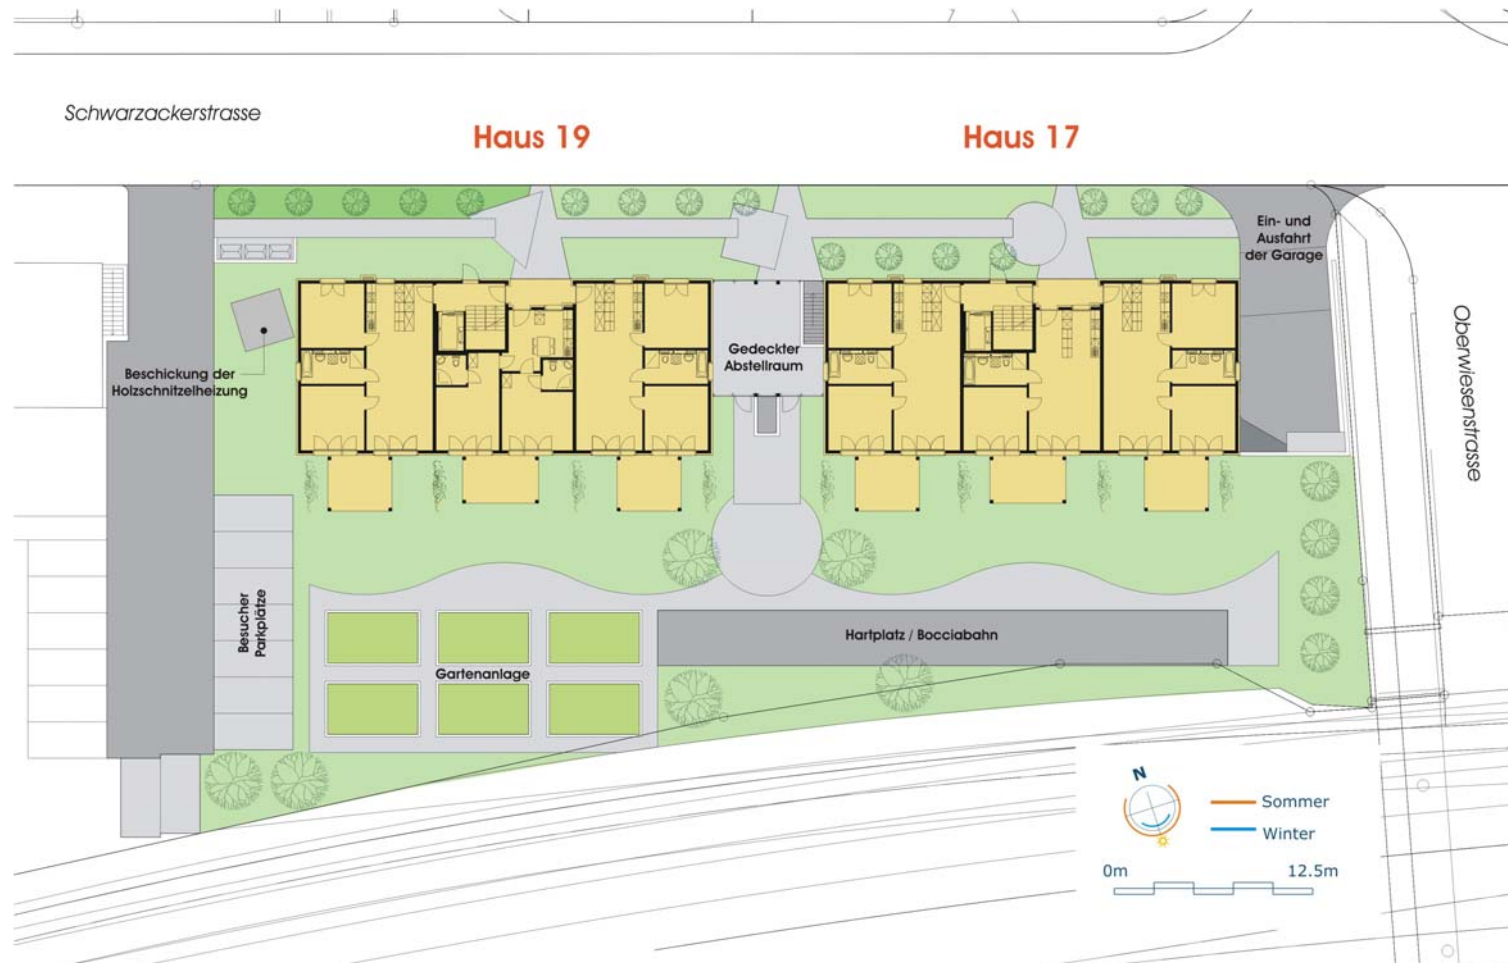 Schwarzackerstrasse
Haus 19
Haus 17
Ein- und
Ausfahrt
der Garage
Oberwiesenstrasse
Gedeckter
Abstellraum
Beschickung der
Holzschnitzelheizung
Besucher
Parkplätze
Hartplatz / Bocciabahn
Gartenanlage
N
Sommer
Winter
0m
12.5m